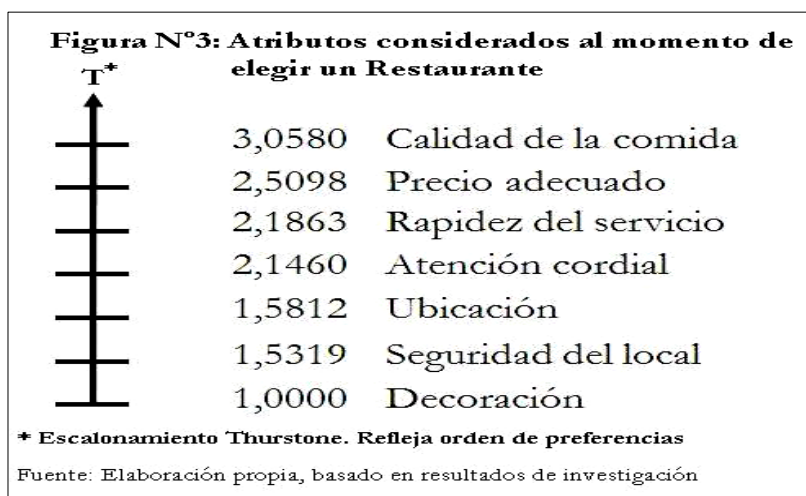 Figura N°3: Atributos considerados al momento de
elegir un Restaurante
T*
3,0580 Calidad de la comida
2,5098 Precio adecuado
2,1863 Rapidez del servicio
2,1460 Atención cordial
1,5812 Ubicación
1,5319 Seguridad del local
1,0000 Decoración
* Escalonamiento Thurstone. Refleja orden de preferencias
Fuente: Elaboración propia, basado en resultados de investigación